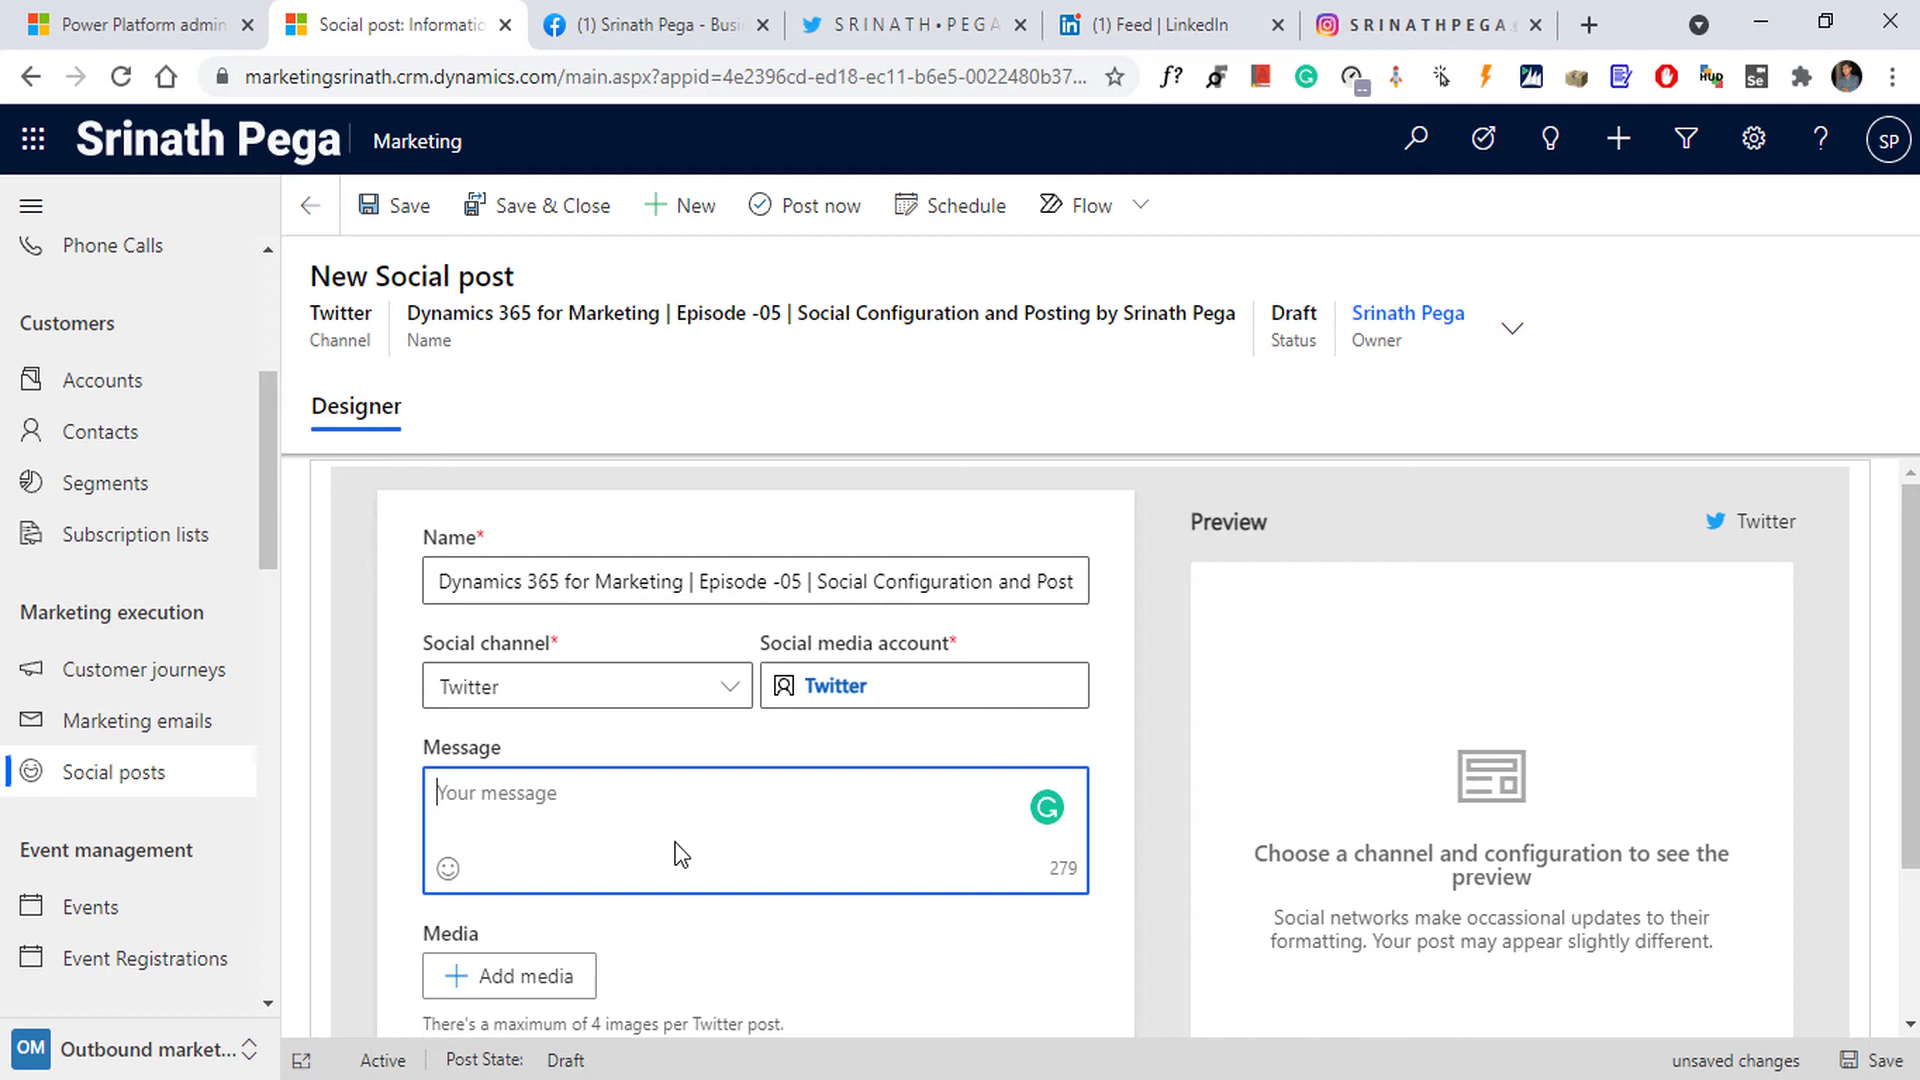 Power Platform admin
Social post: Informatio
(1) Srinath Pega - Busi
S R I N A T H • P E G A
(1) Feed | LinkedIn
S R I N A T H P E G A
marketingsrinath.crm.dynamics.com/main.aspx?appid=4e2396cd-ed18-ec11-b6e5-0022480b37...
Srinath Pega
Marketing
SP
Save
Save & Close
New
Post now
Schedule
Flow
Phone Calls
Customers
Accounts
Contacts
Segments
Subscription lists
Marketing execution
Customer journeys
Marketing emails
Social posts
Event management
Events
Event Registrations
OM
Outbound market...
New Social post
Twitter
Channel
Dynamics 365 for Marketing | Episode -05 | Social Configuration and Posting by Srinath Pega
Name
Draft
Status
Srinath Pega
Owner
Designer
Name*
Dynamics 365 for Marketing | Episode -05 | Social Configuration and Post
Social channel*
Twitter
Social media account*
Twitter
Message
Your message
279
Media
Add media
There's a maximum of 4 images per Twitter post.
Preview
Twitter
Choose a channel and configuration to see the
preview
Social networks make occassional updates to their
formatting. Your post may appear slightly different.
Active
Post State:
Draft
unsaved changes
Save